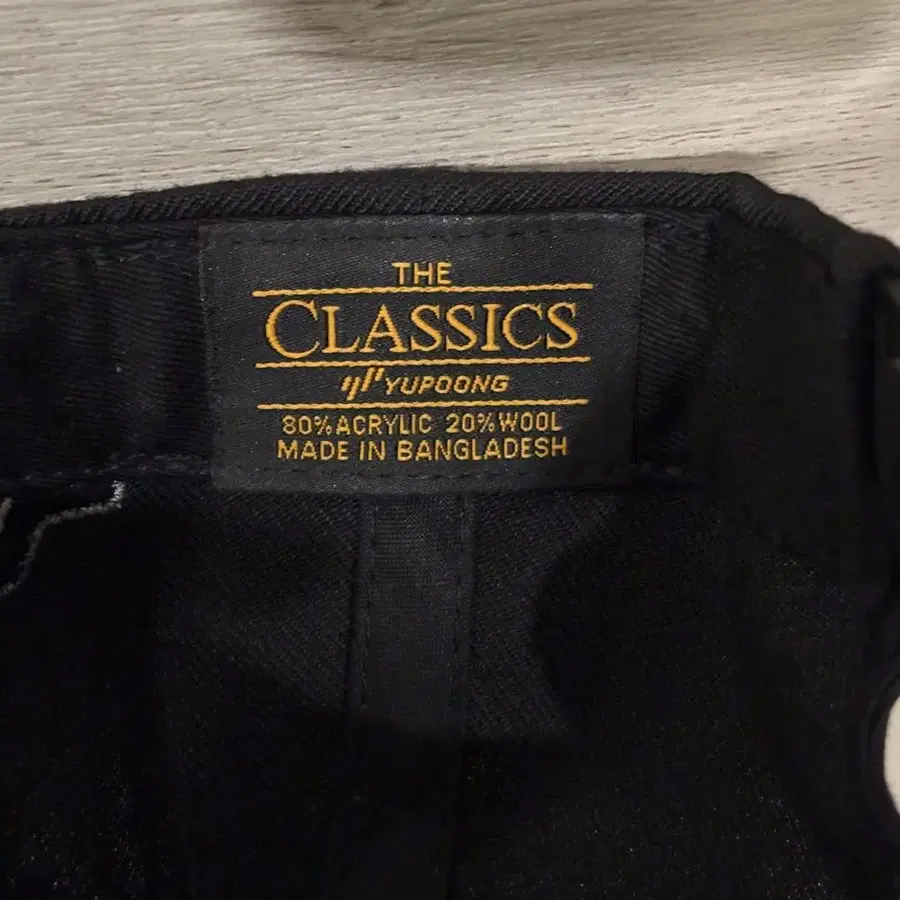 THE
CLASSICS
YUPOONG
80% ACRYLIC 20% WOOL
MADE IN BANGLADESH